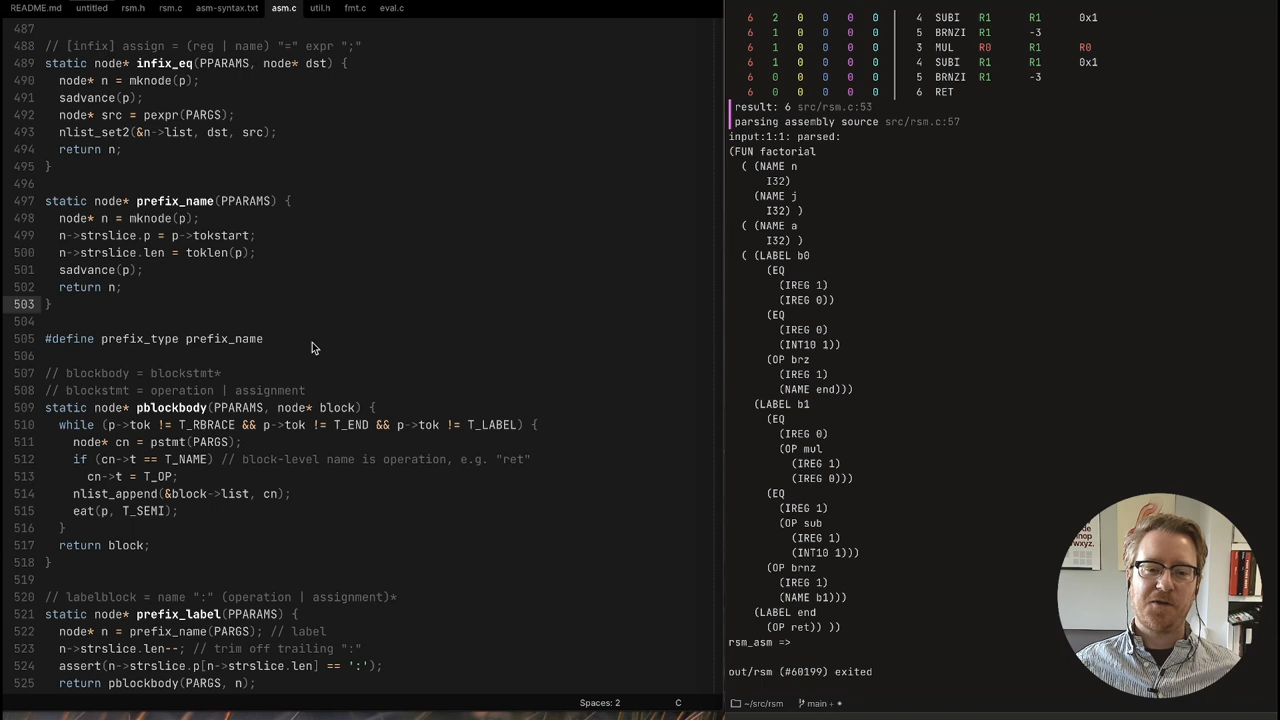 README.md untitled rsm.h rsm.c asm-syntax.txt asm.c util.h fmt.c eval.c
487
488 // [infix] assign = (reg | name) "=" expr ";"
489 static node* infix_eq(PPARAMS, node* dst) {
490 node* n = mknode(p);
491 sadvance(p);
492 node* src = pexpr(PARGS);
493 nlist_set2(&n->list, dst, src);
494 return n;
495 }
496
497 static node* prefix_name(PPARAMS) {
498 node* n = mknode(p);
499 n->strslice.p = p->tokstart;
500 n->strslice.len = toklen(p);
501 sadvance(p);
502 return n;
503 }
504
505 #define prefix_type prefix_name
506
507 // blockbody = blockstmt*
508 // blockstmt = operation | assignment
509 static node* pblockbody(PPARAMS, node* block) {
510 while (p->tok != T_RBRACE && p->tok != T_END && p->tok != T_LABEL) {
511 node* cn = pstmt(PARGS);
512 if (cn->t == T_NAME) // block-level name is operation, e.g. "ret"
513 cn->t = T_OP;
514 nlist_append(&block->list, cn);
515 eat(p, T_SEMI);
516 }
517 return block;
518 }
519
520 // labelblock = name ":" (operation | assignment)*
521 static node* prefix_label(PPARAMS) {
522 node* n = prefix_name(PARGS); // label
523 n->strslice.len--; // trim off trailing ":"
524 assert(n->strslice.p[n->strslice.len] == ':');
525 return pblockbody(PARGS, n);
Spaces: 2 C
6 2 0 0 0 0 4 SUBI R1 R1 0x1
6 1 0 0 0 0 5 BRNZI R1 -3
6 1 0 0 0 0 3 MUL R0 R1 R0
6 1 0 0 0 0 4 SUBI R1 R1 0x1
6 0 0 0 0 0 5 BRNZI R1 -3
6 0 0 0 0 0 6 RET
result: 6 src/rsm.c:53
parsing assembly source src/rsm.c:57
input:1:1: parsed:
(FUN factorial
( (NAME n
I32)
(NAME j
I32) )
( (NAME a
I32) )
( (LABEL b0
(EQ
(IREG 1)
(IREG 0))
(EQ
(IREG 0)
(INT10 1))
(OP brz
(IREG 1)
(NAME end)))
(LABEL b1
(EQ
(IREG 0)
(OP mul
(IREG 1)
(IREG 0)))
(EQ
(IREG 1)
(OP sub
(IREG 1)
(INT10 1)))
(OP brnz
(IREG 1)
(NAME b1)))
(LABEL end
(OP ret)) ))
rsm_asm =>
out/rsm (#60199) exited
~/src/rsm main +